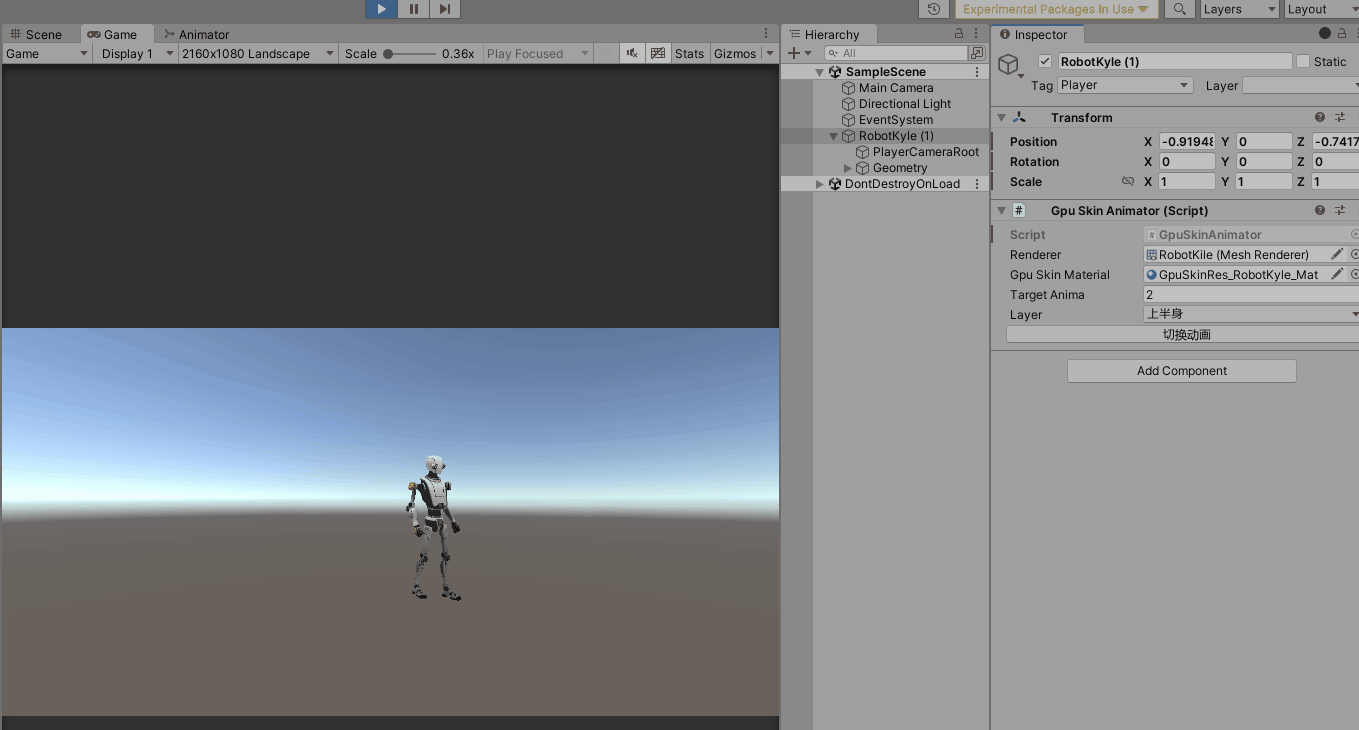 Experimental Packages In Use
Layers
Layout
Scene
Game
Animator
Game
Display 1
2160x1080 Landscape
Scale
0.36x
Play Focused
Stats
Gizmos
Hierarchy
All
SampleScene
Main Camera
Directional Light
EventSystem
RobotKyle (1)
PlayerCameraRoot
Geometry
DontDestroyOnLoad
Inspector
RobotKyle (1)
Static
Tag Player
Layer
Transform
Position X -0.9194 Y 0 Z -0.7417
Rotation X 0 Y 0 Z 0
Scale X 1 Y 1 Z 1
# Gpu Skin Animator (Script)
Script # GpuSkinAnimator
Renderer RobotKile (Mesh Renderer)
Gpu Skin Material GpuSkinRes_RobotKyle_Mat
Target Anima 2
Layer 上半身
切换动画
Add Component